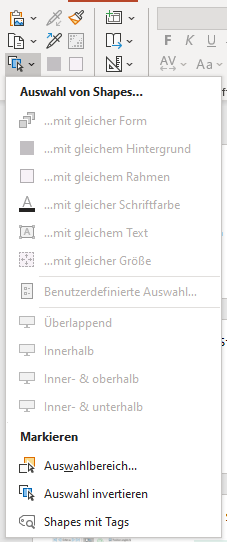 F K U S
AV Aa
Auswahl von Shapes...
...mit gleicher Form
...mit gleichem Hintergrund
...mit gleichem Rahmen
...mit gleicher Schriftfarbe
...mit gleichem Text
...mit gleicher Größe
Benutzerdefinierte Auswahl...
Überlappend
Innerhalb
Inner- & oberhalb
Inner- & unterhalb
Markieren
Auswahlbereich...
Auswahl invertieren
Shapes mit Tags